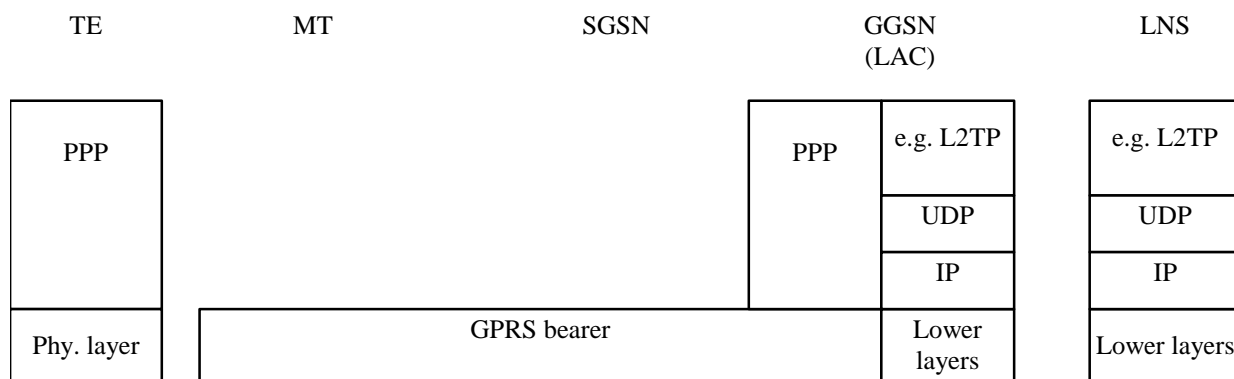 TE MT SGSN GGSN LNS
(LAC)
PPP PPP e.g. L2TP e.g. L2TP
UDP UDP
IP IP
Phy. layer GPRS bearer Lower Lower layers
layers